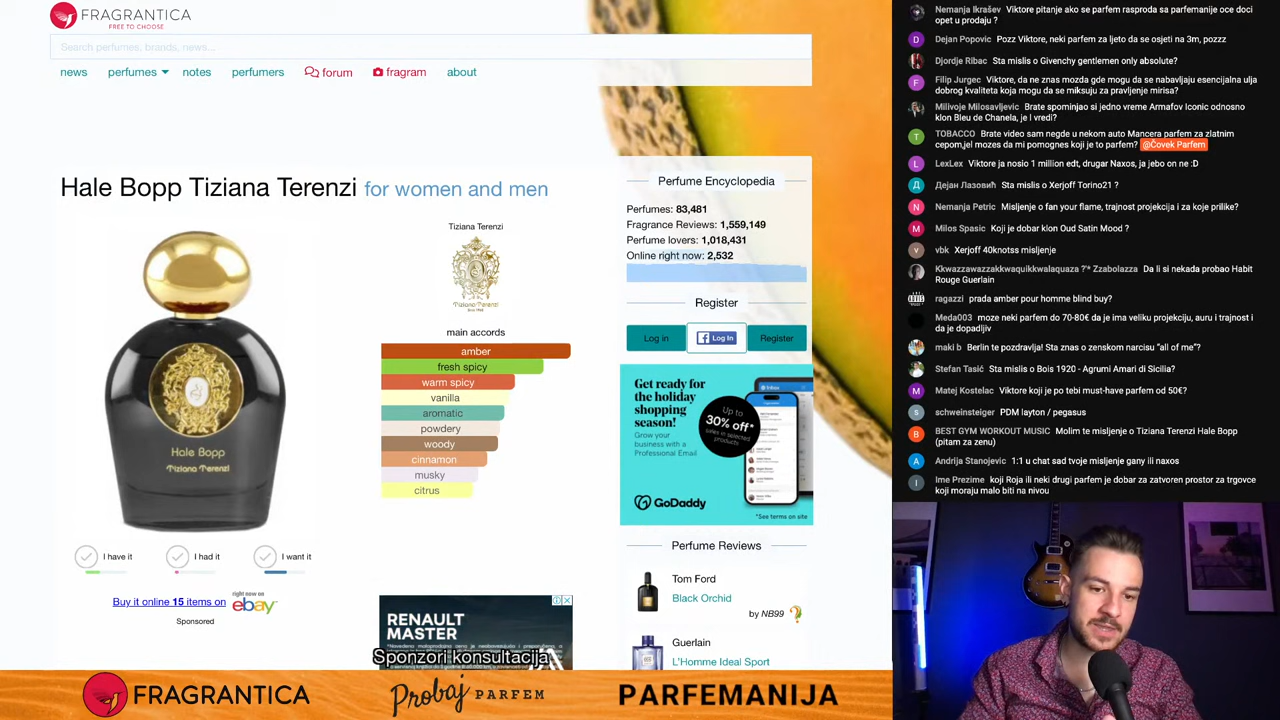 FRAGRANTICA
FREE TO CHOOSE
Search perfumes, brands, news...
news perfumes notes perfumers forum fragram about
Hale Bopp Tiziana Terenzi for women and men
Tiziana Terenzi
Tiziana Terenzi
main accords
amber
fresh spicy
warm spicy
vanilla
aromatic
powdery
woody
cinnamon
musky
citrus
Hale Bopp
Tiziana Terenzi
I have it I had it I want it
Buy it online 15 items on
right now on
ebay
Sponsored
RENAULT
MASTER
Sponzori konsultacija
Perfume Encyclopedia
Perfumes: 83,481
Fragrance Reviews: 1,559,149
Perfume lovers: 1,018,431
Online right now: 2,532
Register
Log in Log In Register
Get ready for
the holiday
shopping
season!
Grow your
business with a
Professional Email
Up to
30% off*
sales in selected
products
GoDaddy
*See terms on site
Perfume Reviews
Tom Ford
Black Orchid
by NB99
Guerlain
L'Homme Ideal Sport
Nemanja Ikrašev Viktore pitanje ako se parfem rasproda sa parfemanije oce doci
opet u prodaju ?
Dejan Popovic Pozz Viktore, neki parfem za ljeto da se osjeti na 3m, pozzz
Djordje Ribac Sta mislis o Givenchy gentlemen only absolute?
Filip Jurgec Viktore, da ne znas mozda gde mogu da se nabavljaju esencijalna ulja
dobrog kvaliteta koja mogu da se miksuju za pravljenje mirisa?
Milivoje Milosavljevic Brate spominjao si jedno vreme Armafov Iconic odnosno
klon Bleu de Chanela, je l vredi?
TOBACCO Brate video sam negde u nekom auto Mancera parfem za zlatnim
cepom,jel mozes da mi pomognes koji je to parfem? @Čovek Parfem
LexLex Viktore ja nosio 1 million edt, drugar Naxos, ja jebo on ne :D
Дејан Лазовић Sta mislis o Xerjoff Torino21 ?
Nemanja Petric Misljenje o fan your flame, trajnost projekcija i za koje prilike?
Milos Spasic Koji je dobar klon Oud Satin Mood ?
vbk Xerjoff 40knotss misljenje
Kkwazzawazzakkwaquikkwalaquaza ?'* Zzabolazza Da li si nekada probao Habit
Rouge Guerlain
ragazzi prada amber pour homme blind buy?
Meda003 moze neki parfem do 70-80€ da je ima veliku projekciju, auru i trajnost i
da je dopadljiv
maki b Berlin te pozdravlja! Sta znas o zenskom narcisu “all of me”?
Stefan Tasić Sta mislis o Bois 1920 - Agrumi Amari di Sicilia?
Matej Kostelac Viktore koji je po tebi must-have parfem od 50€?
schweinsteiger PDM layton / pegasus
BEST GYM WORKOUT MUSIC Molim te misljenje o Tiziana Terenzi Hale Bopp
(pitam za zenu)
Andrija Stanojevic 1:1 u chat sad tvoje misljenje gany ili naxos
Ime Prezime koji Roja ili neki drugi parfem je dobar za zatvoren prostor za trgovce
koji moraju malo biti na nivou
FRAGRANTICA Probaj PARFEM PARFEMANIJA